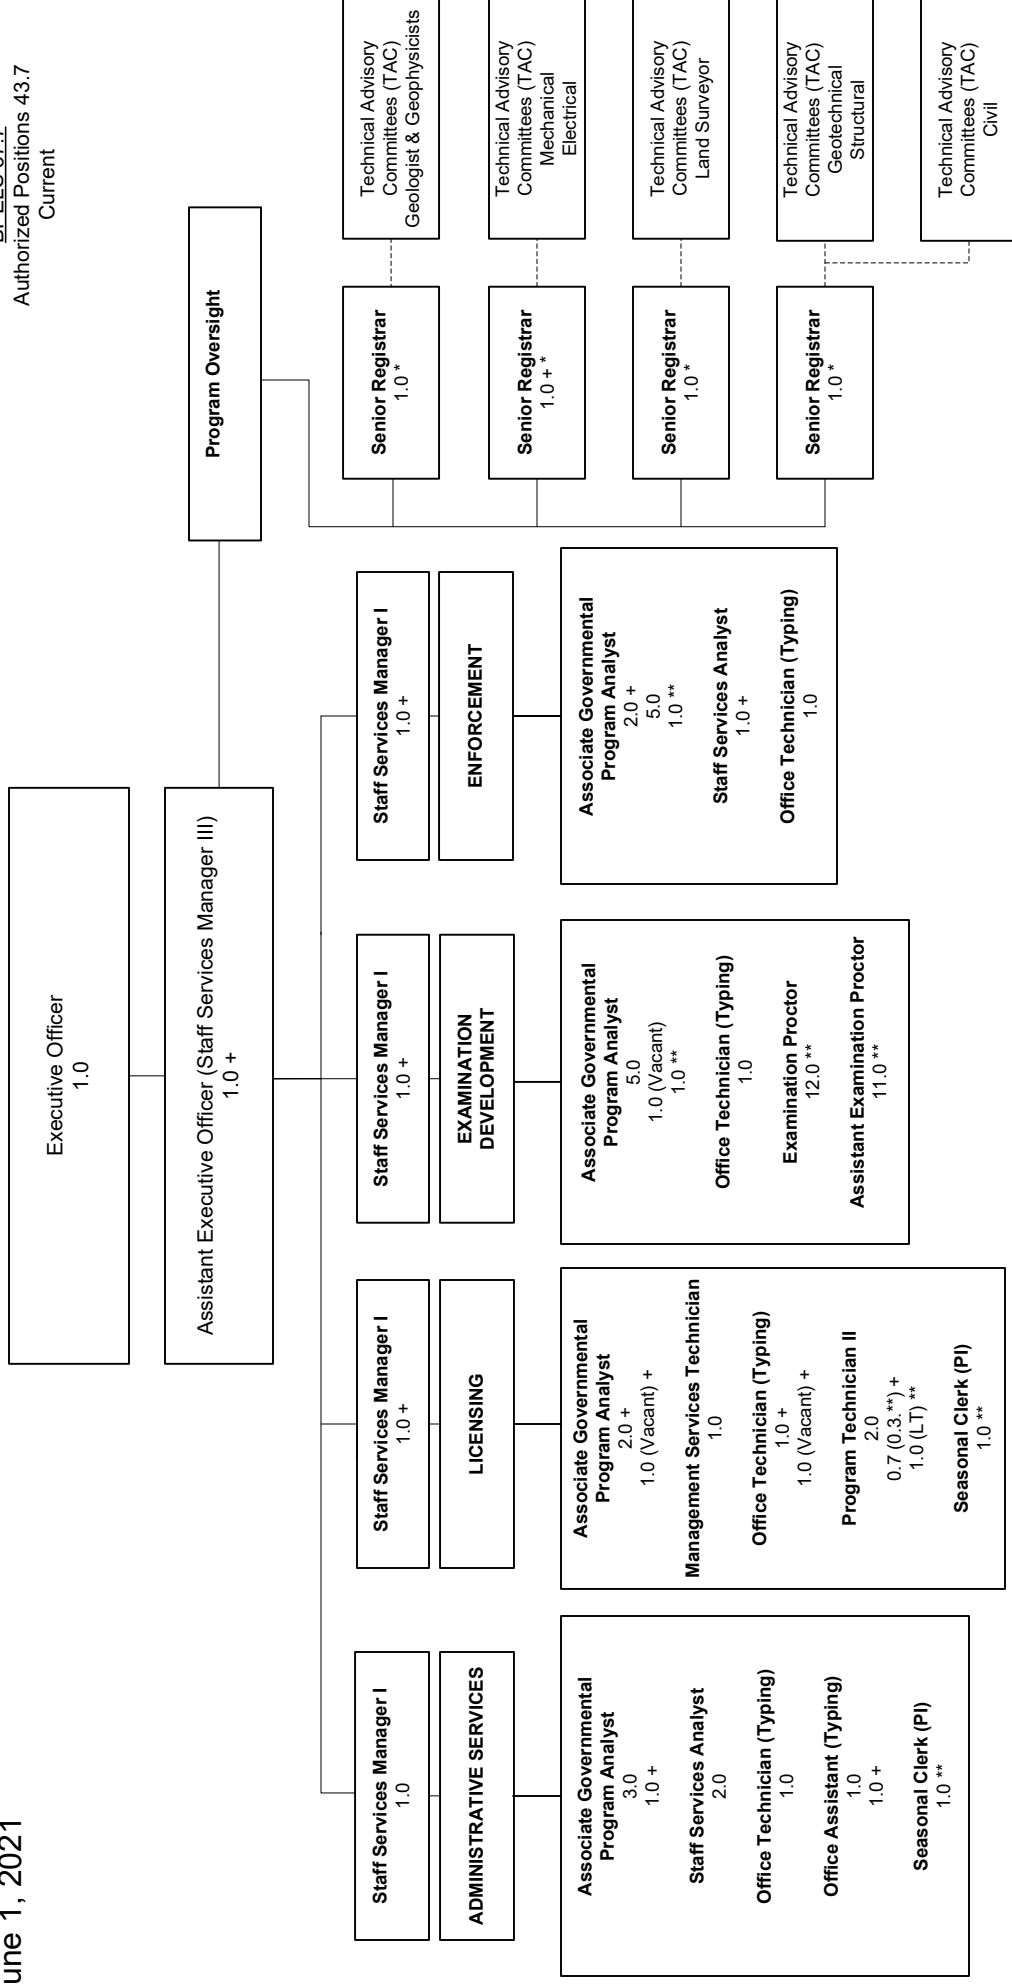 une 1, 2021
Authorized Positions 43.7
Current
Executive Officer
1.0
Assistant Executive Officer (Staff Services Manager III)
1.0 +
Program Oversight
Staff Services Manager I
1.0
ADMINISTRATIVE SERVICES
Associate Governmental
Program Analyst
3.0
1.0 +
Staff Services Analyst
2.0
Office Technician (Typing)
1.0
Office Assistant (Typing)
1.0
1.0 +
Seasonal Clerk (PI)
1.0 **
Staff Services Manager I
1.0 +
LICENSING
Associate Governmental
Program Analyst
2.0 +
1.0 (Vacant) +
Management Services Technician
1.0
Office Technician (Typing)
1.0 +
1.0 (Vacant) +
Program Technician II
2.0
0.7 (0.3.**) +
1.0 (LT) **
Seasonal Clerk (PI)
1.0 **
Staff Services Manager I
1.0 +
EXAMINATION
DEVELOPMENT
Associate Governmental
Program Analyst
5.0
1.0 (Vacant)
1.0 **
Office Technician (Typing)
1.0
Examination Proctor
12.0 **
Assistant Examination Proctor
11.0 **
Staff Services Manager I
1.0 +
ENFORCEMENT
Associate Governmental
Program Analyst
2.0 +
5.0
1.0 **
Staff Services Analyst
1.0 +
Office Technician (Typing)
1.0
Senior Registrar
1.0 *
Technical Advisory
Committees (TAC)
Geologist & Geophysicists
Senior Registrar
1.0 + *
Technical Advisory
Committees (TAC)
Mechanical
Electrical
Senior Registrar
1.0 *
Technical Advisory
Committees (TAC)
Land Surveyor
Senior Registrar
1.0 *
Technical Advisory
Committees (TAC)
Geotechnical
Structural
Technical Advisory
Committees (TAC)
Civil